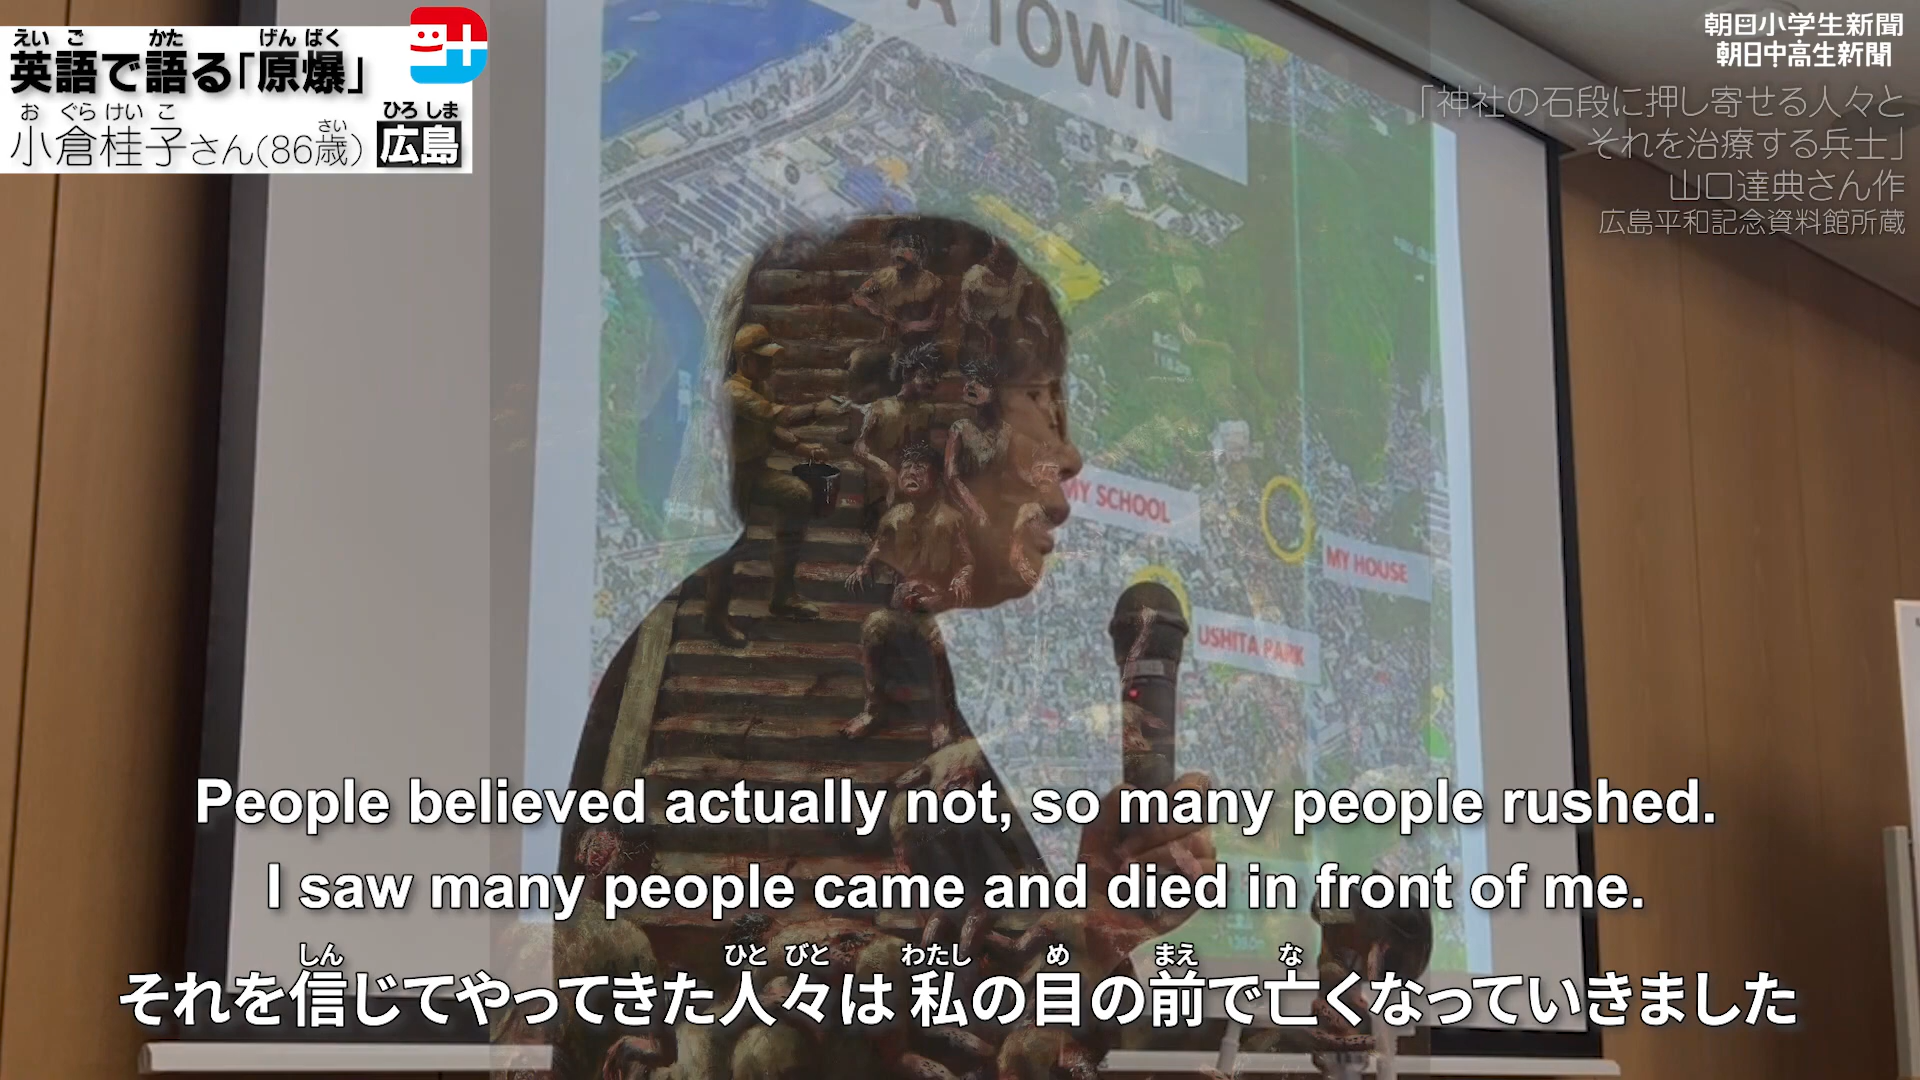 えい ご かた げん ばく
英語で語る「原爆」
お ぐら けい こ さい ひろ しま
小倉桂子さん(86歳) 広島
朝日小学生新聞
朝日中高生新聞
「神社の石段に押し寄せる人々と
それを治療する兵士」
山口達典さん作
広島平和記念資料館所蔵
A TOWN
MY SCHOOL
MY HOUSE
USHITA PARK
People believed actually not, so many people rushed.
I saw many people came and died in front of me.
しん ひと びと わたし め まえ な
それを信じてやってきた人々は 私の目の前で亡くなっていきました